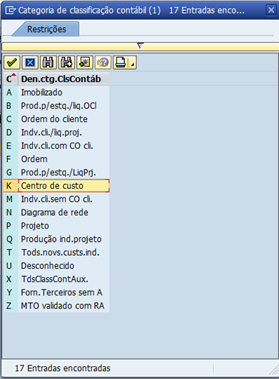 Categoria de classificação contábil (1) 17 Entradas enco...
Restrições
C Den.ctg.ClsContáb
A Imobilizado
B Prod.p/estq./liq.OCl
C Ordem do cliente
D Indv.cli./liq.proj.
E Indv.cli.com CO cli.
F Ordem
G Prod.p/estq./LiqPrj.
K Centro de custo
M Indv.cli.sem CO cli.
N Diagrama de rede
P Projeto
Q Produção ind.projeto
T Tods.novs.custs.ind.
U Desconhecido
X TdsClassContAux.
Y Forn.Terceiros sem A
Z MTO validado com RA
17 Entradas encontradas